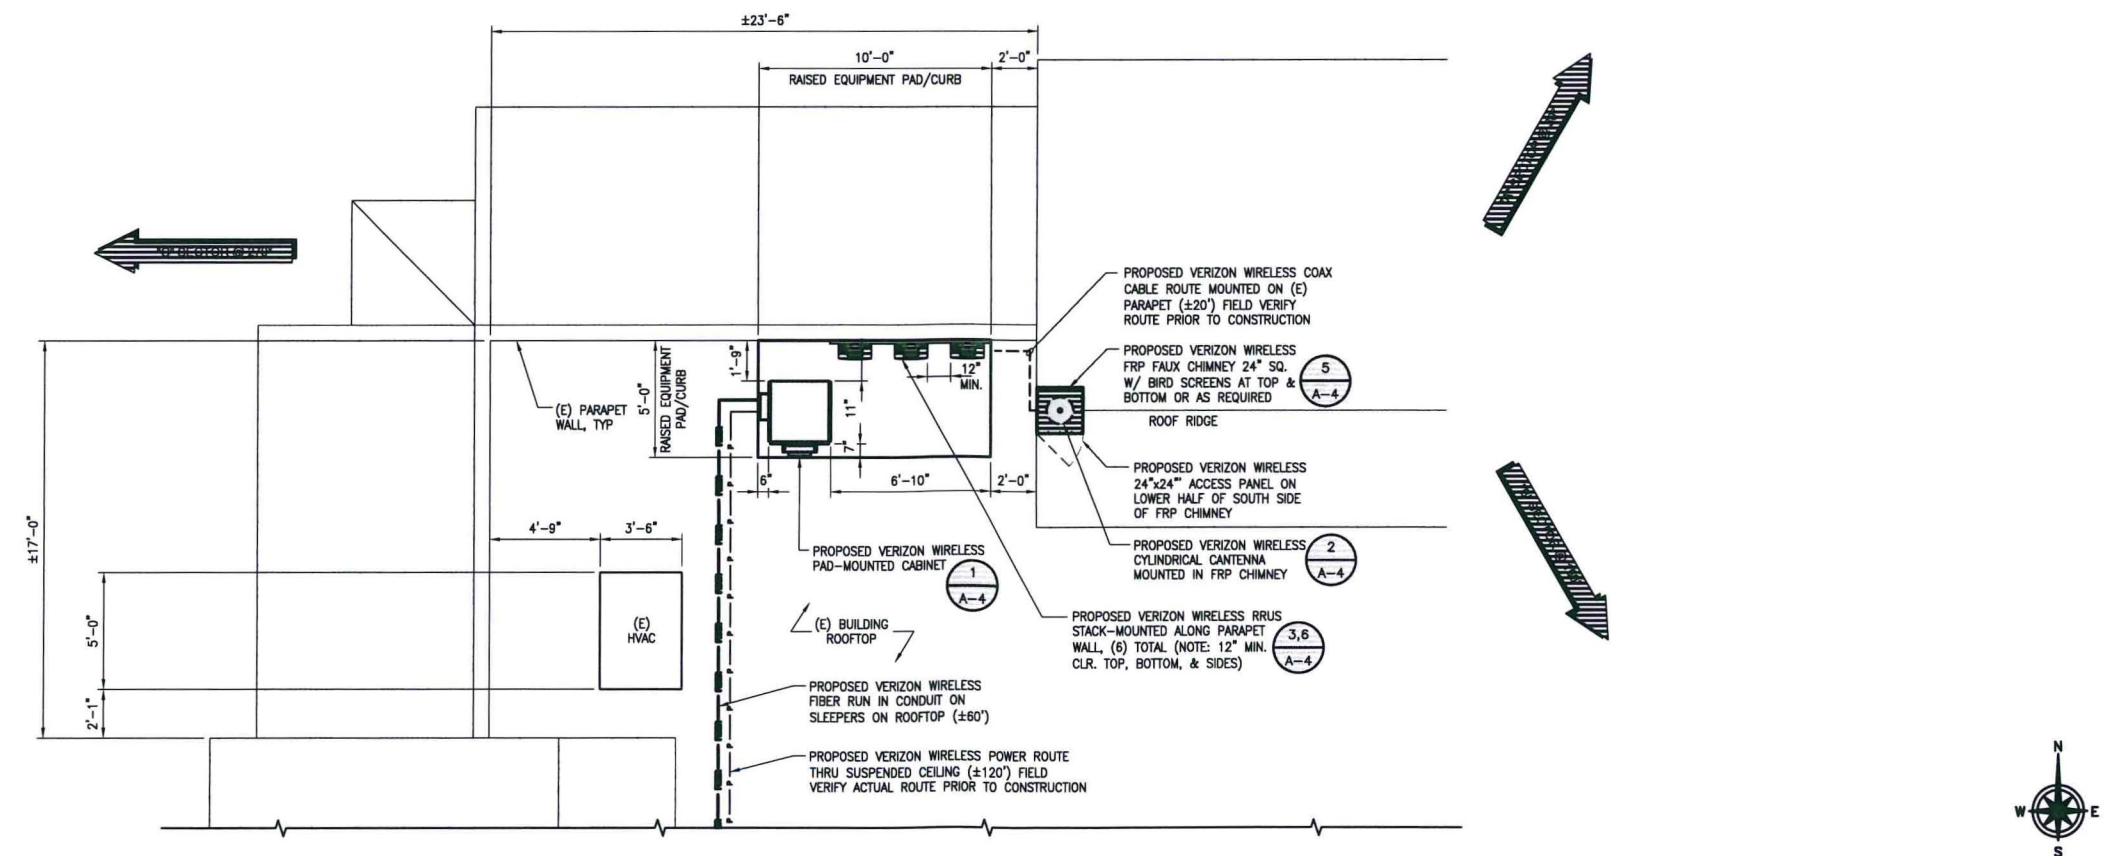 ±23'-6"
10'-0"
2'-0"
RAISED EQUIPMENT PAD/CURB
PROPOSED VERIZON WIRELESS COAX
CABLE ROUTE MOUNTED ON (E)
PARAPET (±20') FIELD VERIFY
ROUTE PRIOR TO CONSTRUCTION
PROPOSED VERIZON WIRELESS
FRP FAUX CHIMNEY 24" SQ.
W/ BIRD SCREENS AT TOP &
BOTTOM OR AS REQUIRED
5
A-4
ROOF RIDGE
1'-9"
12"
MIN.
5'-0"
RAISED EQUIPMENT
PAD/CURB
11"
7"
(E) PARAPET
WALL, TYP
6"
6'-10"
2'-0"
PROPOSED VERIZON WIRELESS
24"x24"' ACCESS PANEL ON
LOWER HALF OF SOUTH SIDE
OF FRP CHIMNEY
±17'-0"
4'-9"
3'-6"
PROPOSED VERIZON WIRELESS
PAD-MOUNTED CABINET
1
A-4
PROPOSED VERIZON WIRELESS
CYLINDRICAL CANTENNA
MOUNTED IN FRP CHIMNEY
2
A-4
5'-0"
(E)
HVAC
(E) BUILDING
ROOFTOP
PROPOSED VERIZON WIRELESS RRUS
STACK-MOUNTED ALONG PARAPET
WALL, (6) TOTAL (NOTE: 12" MIN.
CLR. TOP, BOTTOM, & SIDES)
3,6
A-4
2'-1"
PROPOSED VERIZON WIRELESS
FIBER RUN IN CONDUIT ON
SLEEPERS ON ROOFTOP (±60')
PROPOSED VERIZON WIRELESS POWER ROUTE
THRU SUSPENDED CEILING (±120') FIELD
VERIFY ACTUAL ROUTE PRIOR TO CONSTRUCTION
N
W
E
S